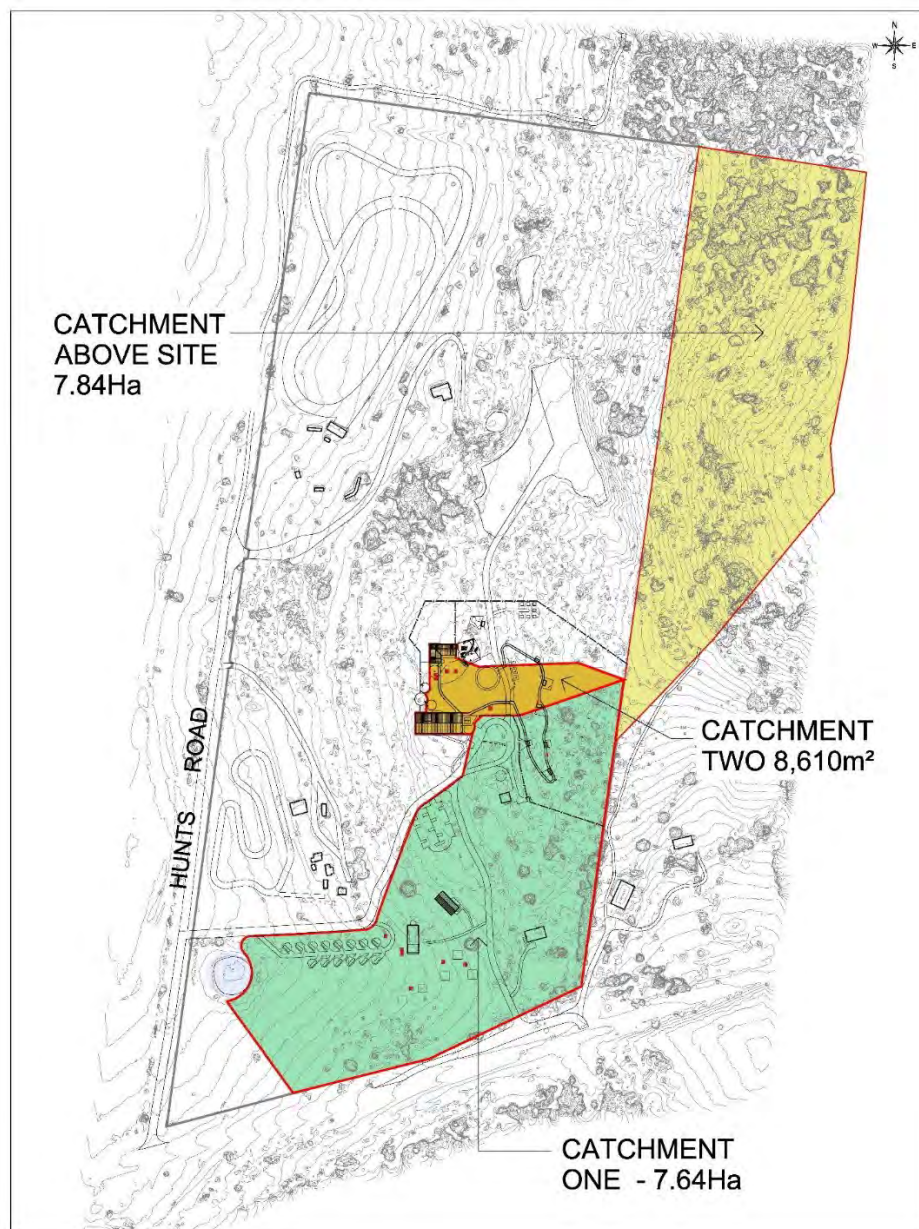 N
W E
S
CATCHMENT
ABOVE SITE
7.84Ha
CATCHMENT
TWO 8,610m²
HUNTS ROAD
CATCHMENT
ONE - 7.64Ha